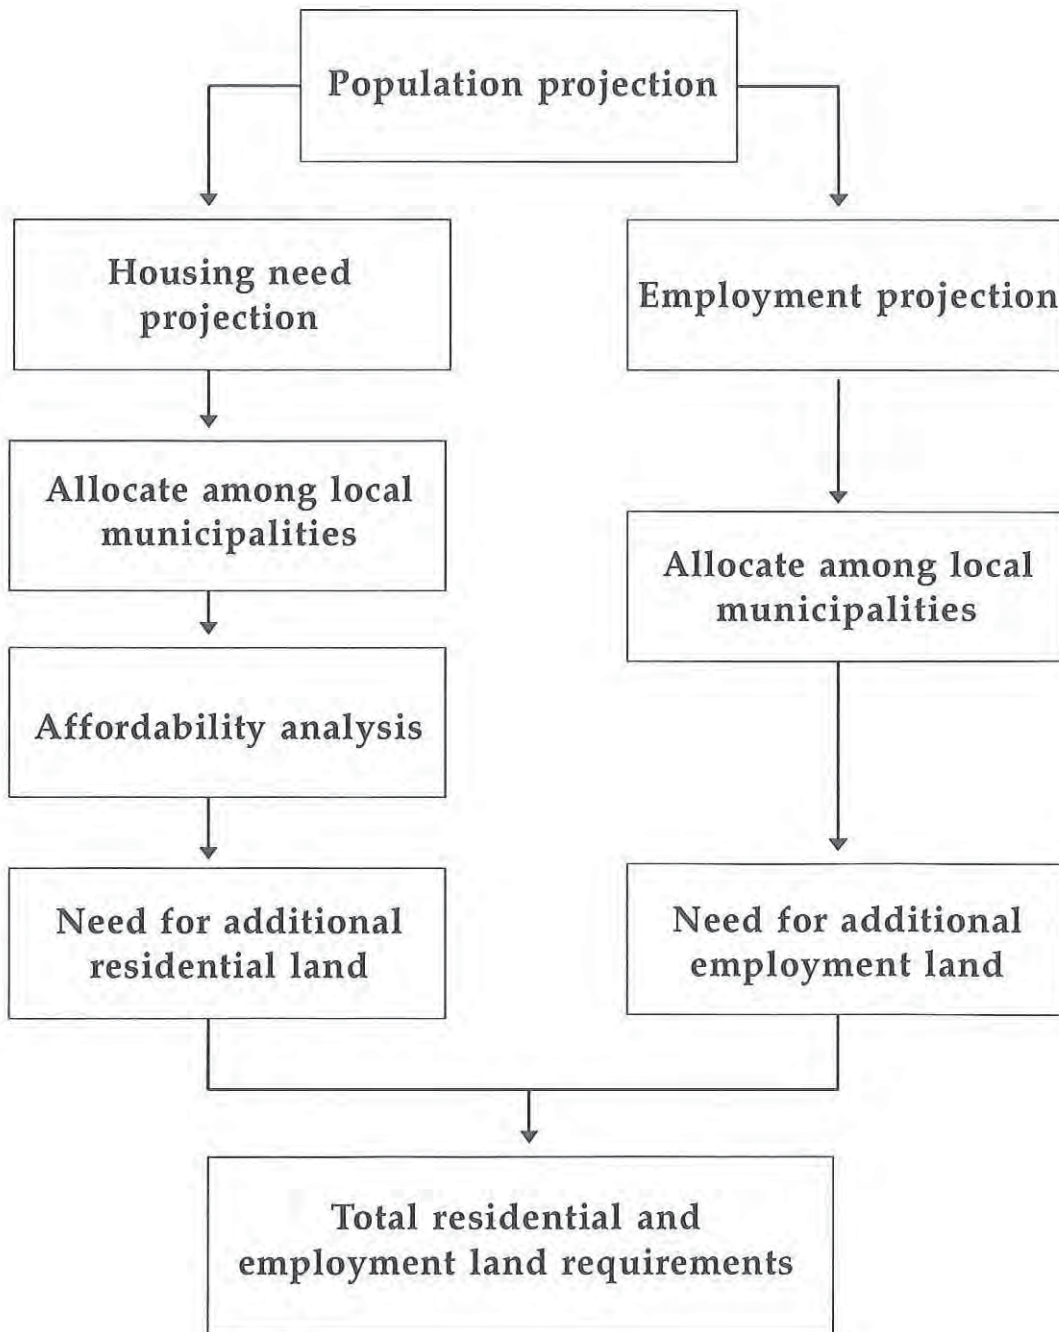 Population projection
Housing need
projection
Employment projection
Allocate among local
municipalities
Allocate among local
municipalities
Affordability analysis
Need for additional
residential land
Need for additional
employment land
Total residential and
employment land requirements